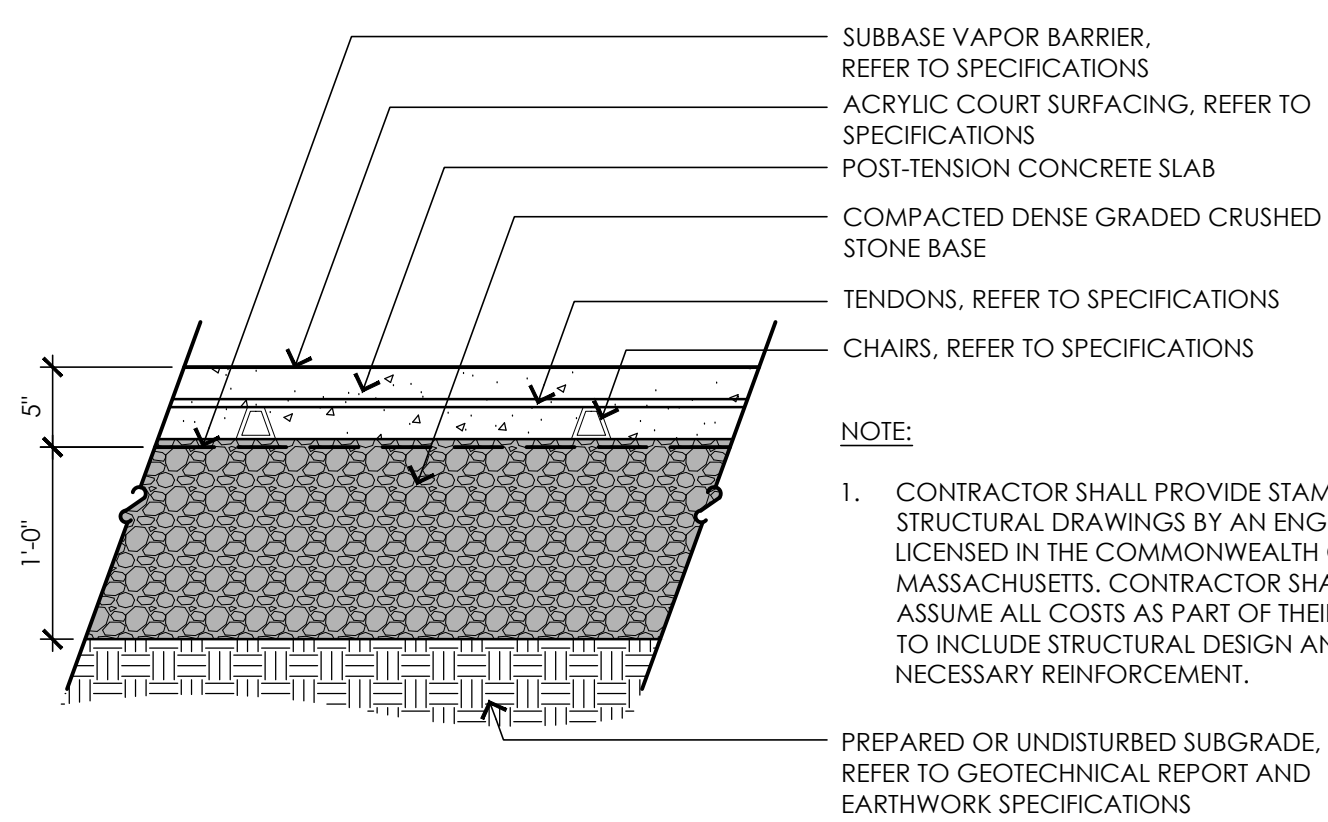 SUBBASE VAPOR BARRIER,
REFER TO SPECIFICATIONS
ACRYLIC COURT SURFACING, REFER TO
SPECIFICATIONS
POST-TENSION CONCRETE SLAB
COMPACTED DENSE GRADED CRUSHED
STONE BASE
TENDONS, REFER TO SPECIFICATIONS
CHAIRS, REFER TO SPECIFICATIONS
5"
1'-0"
NOTE:
1. CONTRACTOR SHALL PROVIDE
STRUCTURAL DRAWINGS BY AN
LICENSED IN THE COMMONWEALTH
MASSACHUSETTS. CONTRACTOR
ASSUME ALL COSTS AS PART OF
TO INCLUDE STRUCTURAL DESIGN
NECESSARY REINFORCEMENT.
PREPARED OR UNDISTURBED SUBGRADE,
REFER TO GEOTECHNICAL REPORT AND
EARTHWORK SPECIFICATIONS